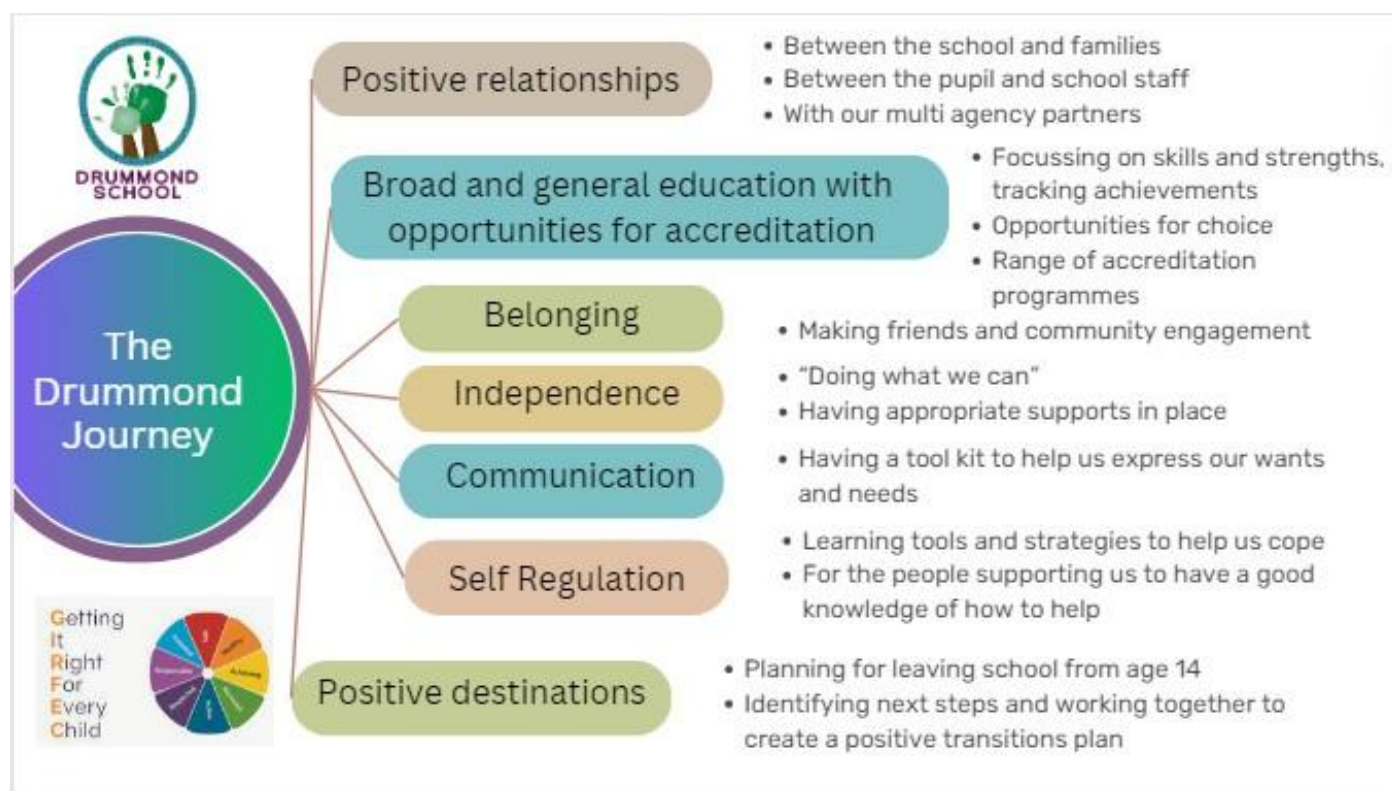 DRUMMOND
SCHOOL
The
Drummond
Journey
Positive relationships
• Between the school and families
• Between the pupil and school staff
• With our multi agency partners
Broad and general education with
opportunities for accreditation
• Focussing on skills and strengths,
tracking achievements
• Opportunities for choice
• Range of accreditation
programmes
Belonging
• Making friends and community engagement
Independence
• "Doing what we can"
• Having appropriate supports in place
Communication
• Having a tool kit to help us express our wants
and needs
Self Regulation
• Learning tools and strategies to help us cope
• For the people supporting us to have a good
knowledge of how to help
Positive destinations
• Planning for leaving school from age 14
• Identifying next steps and working together to
create a positive transitions plan
Getting
It
Right
For
Every
Child